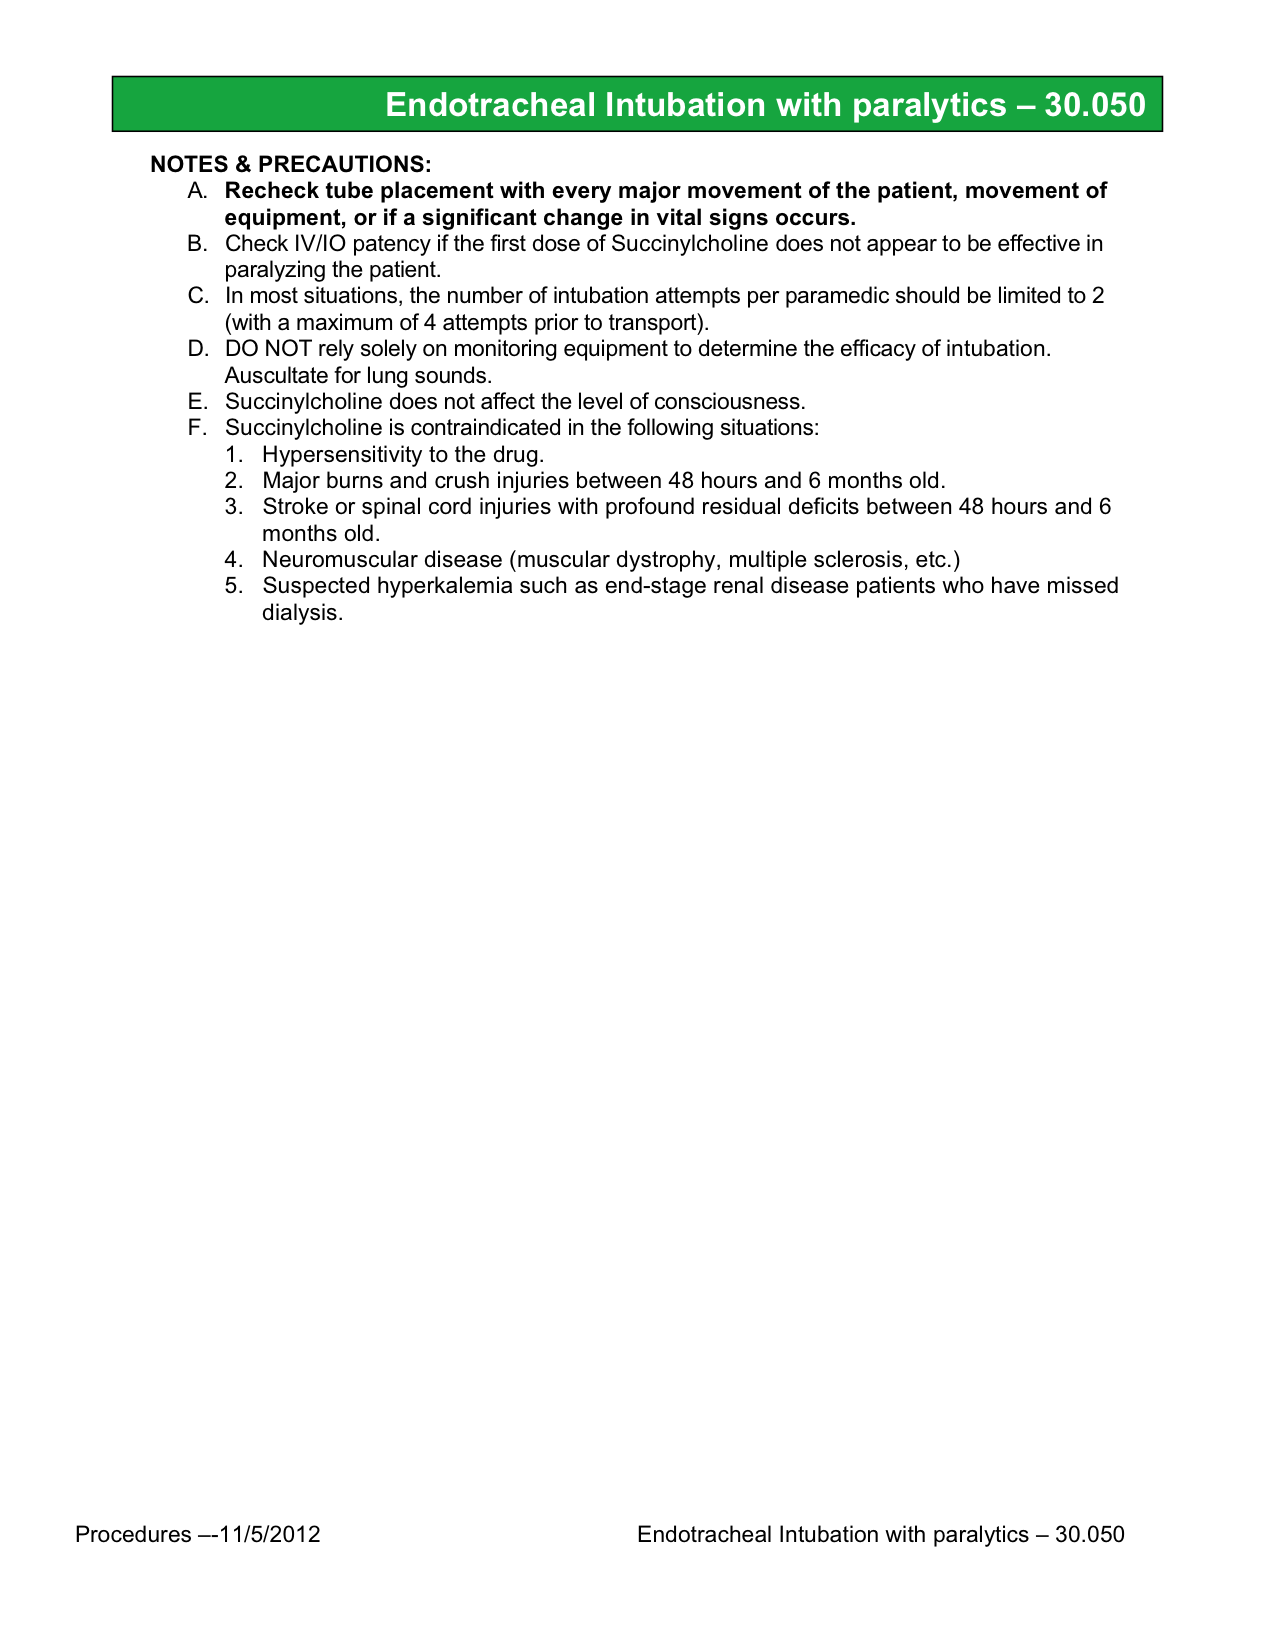 Endotracheal Intubation with paralytics – 30.050
NOTES & PRECAUTIONS:
A. Recheck tube placement with every major movement of the patient, movement of
equipment, or if a significant change in vital signs occurs.
B. Check IV/IO patency if the first dose of Succinylcholine does not appear to be effective in
paralyzing the patient.
C. In most situations, the number of intubation attempts per paramedic should be limited to 2
(with a maximum of 4 attempts prior to transport).
D. DO NOT rely solely on monitoring equipment to determine the efficacy of intubation.
Auscultate for lung sounds.
E. Succinylcholine does not affect the level of consciousness.
F. Succinylcholine is contraindicated in the following situations:
1. Hypersensitivity to the drug.
2. Major burns and crush injuries between 48 hours and 6 months old.
3. Stroke or spinal cord injuries with profound residual deficits between 48 hours and 6
months old.
4. Neuromuscular disease (muscular dystrophy, multiple sclerosis, etc.)
5. Suspected hyperkalemia such as end-stage renal disease patients who have missed
dialysis.
Procedures –-11/5/2012 Endotracheal Intubation with paralytics – 30.050